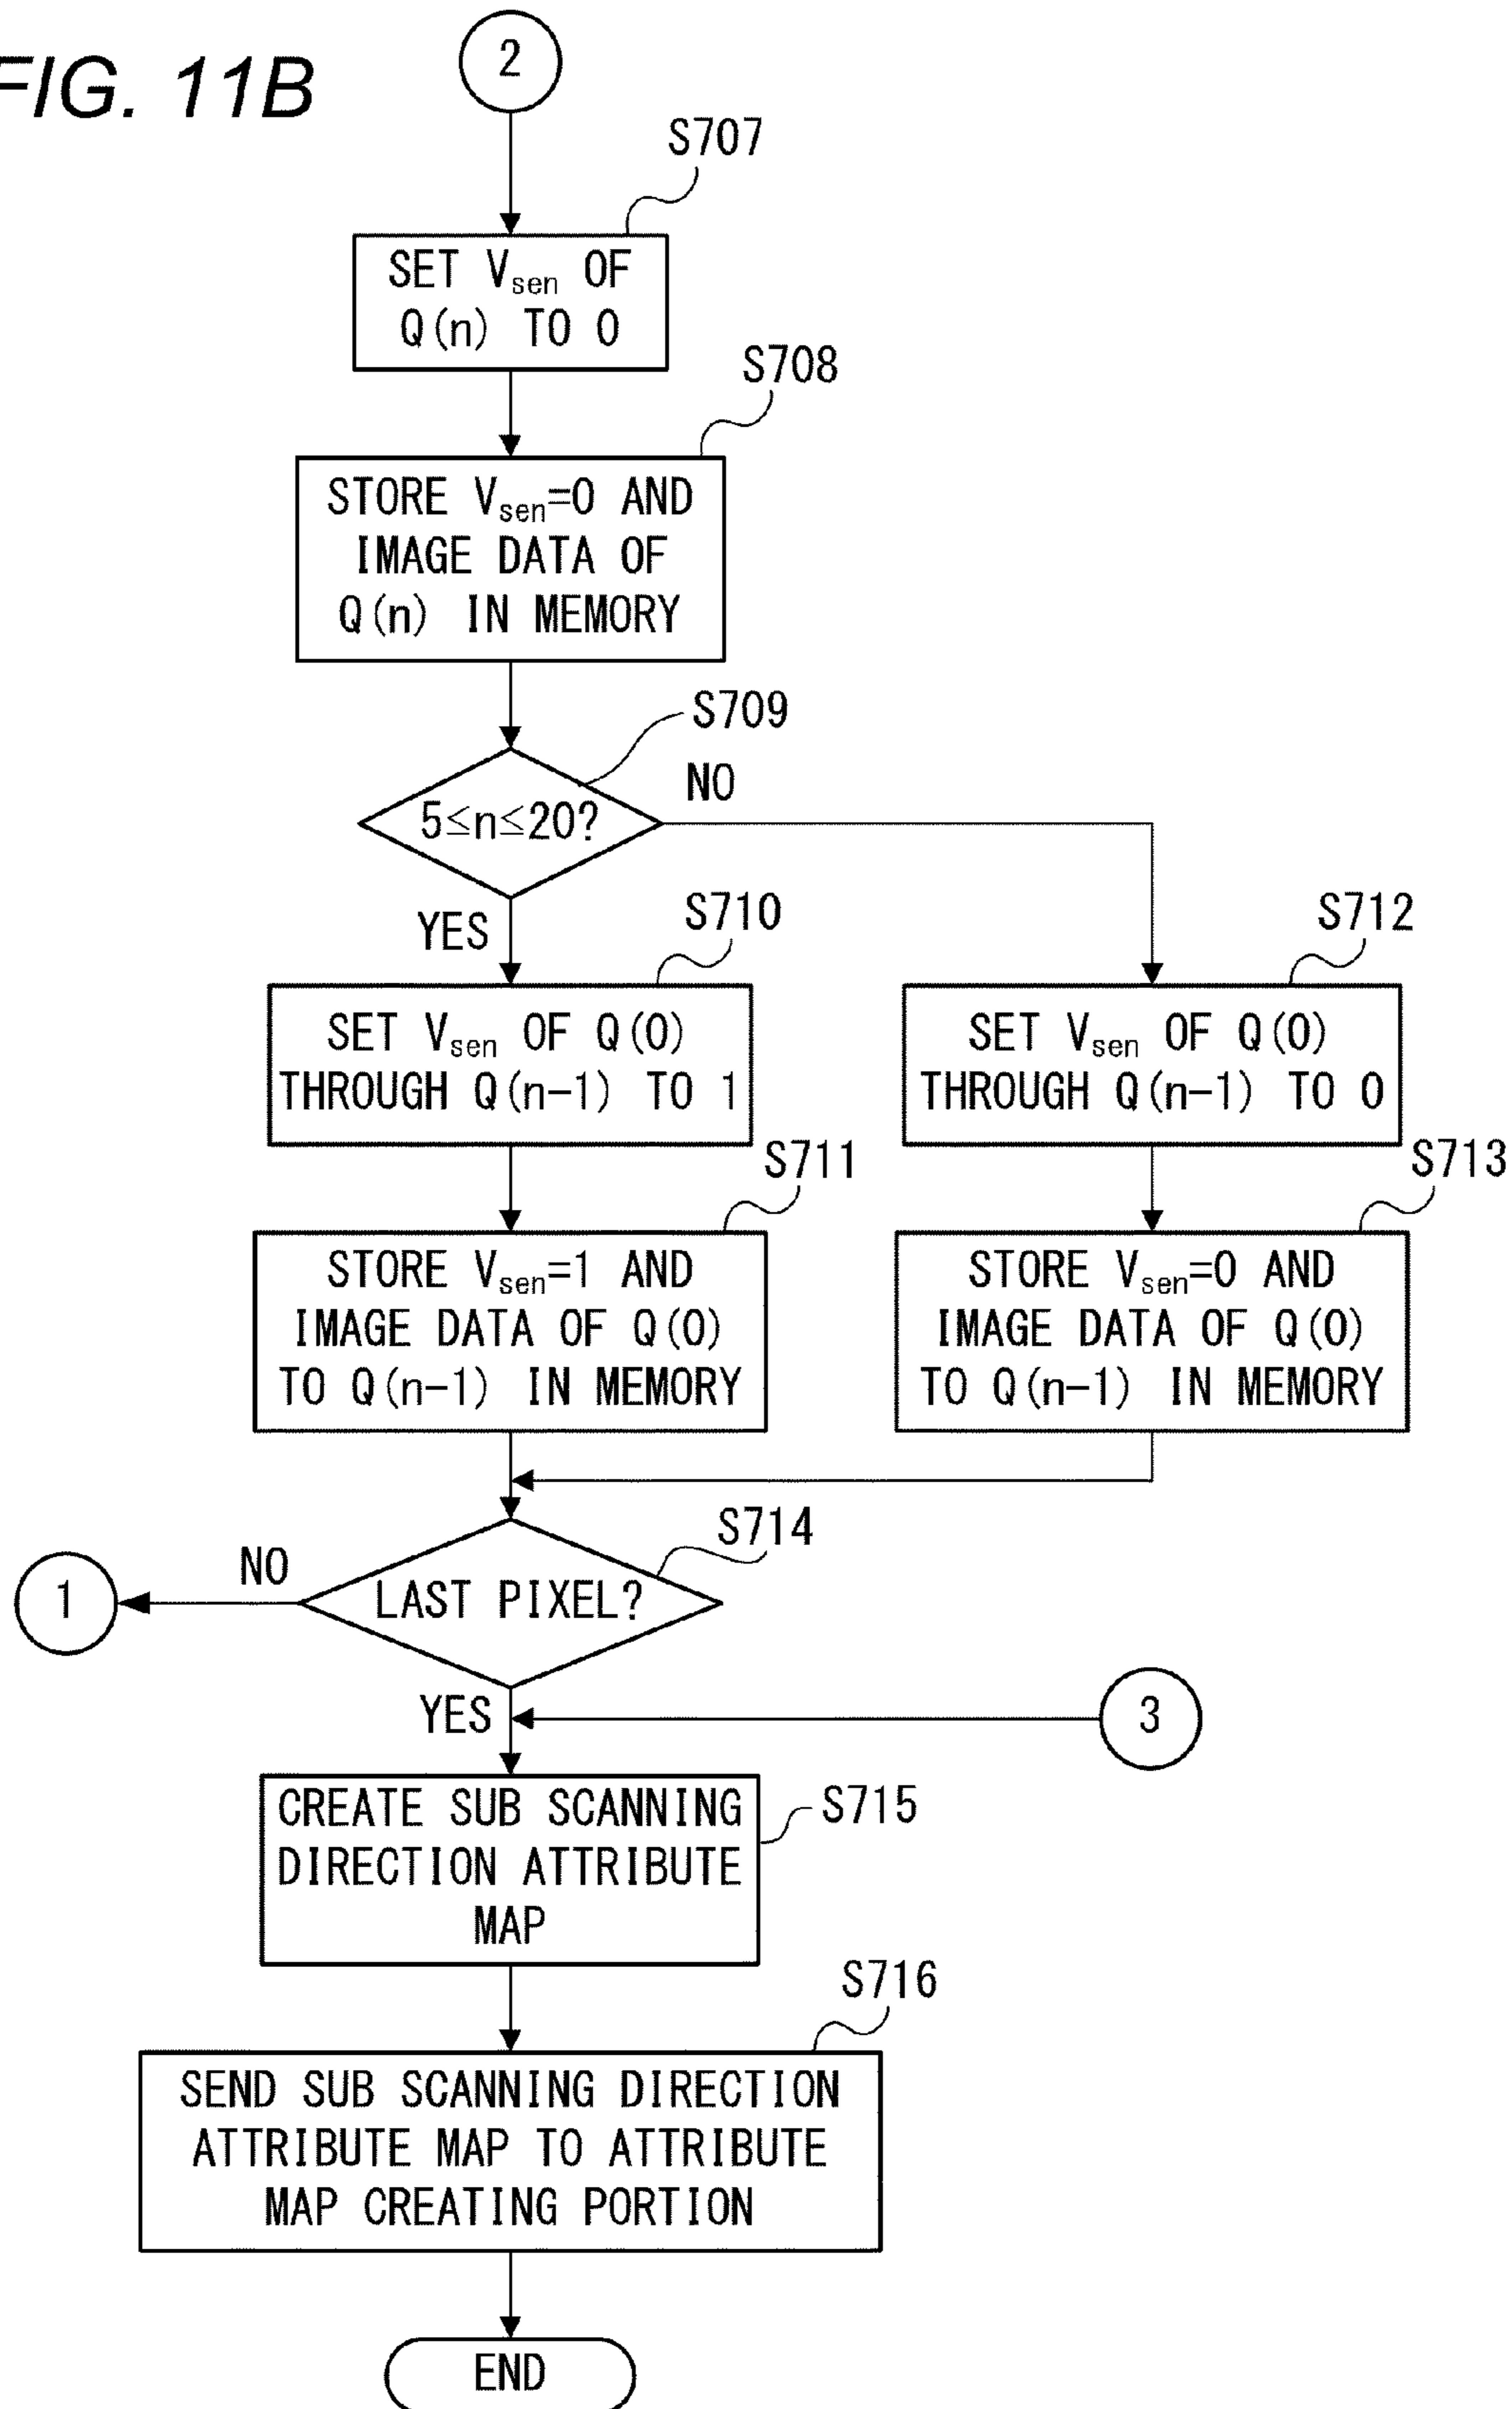 FIG. 11B
2
S707
SET Vsen OF
Q(n) TO 0
S708
STORE Vsen=0 AND
IMAGE DATA OF
Q(n) IN MEMORY
S709
5≦n≦20?
NO
YES
S710
SET Vsen OF Q(0)
THROUGH Q(n-1) TO 1
S712
SET Vsen OF Q(0)
THROUGH Q(n-1) TO 0
S711
STORE Vsen=1 AND
IMAGE DATA OF Q(0)
TO Q(n-1) IN MEMORY
S713
STORE Vsen=0 AND
IMAGE DATA OF Q(0)
TO Q(n-1) IN MEMORY
S714
LAST PIXEL?
NO
1
YES
3
S715
CREATE SUB SCANNING
DIRECTION ATTRIBUTE
MAP
S716
SEND SUB SCANNING DIRECTION
ATTRIBUTE MAP TO ATTRIBUTE
MAP CREATING PORTION
END